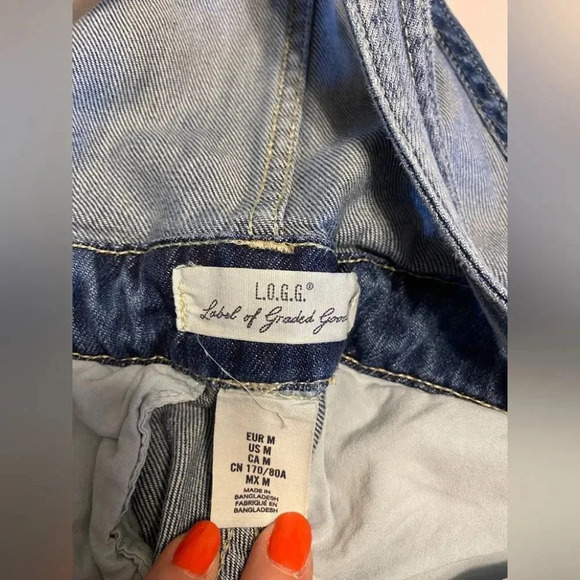 L.O.G.G.®
Label of Graded Goods
EUR M
US M
CA M
CN 170/80A
MX M
MADE IN
BANGLADESH
FABRIQUÉ EN
BANGLADESH